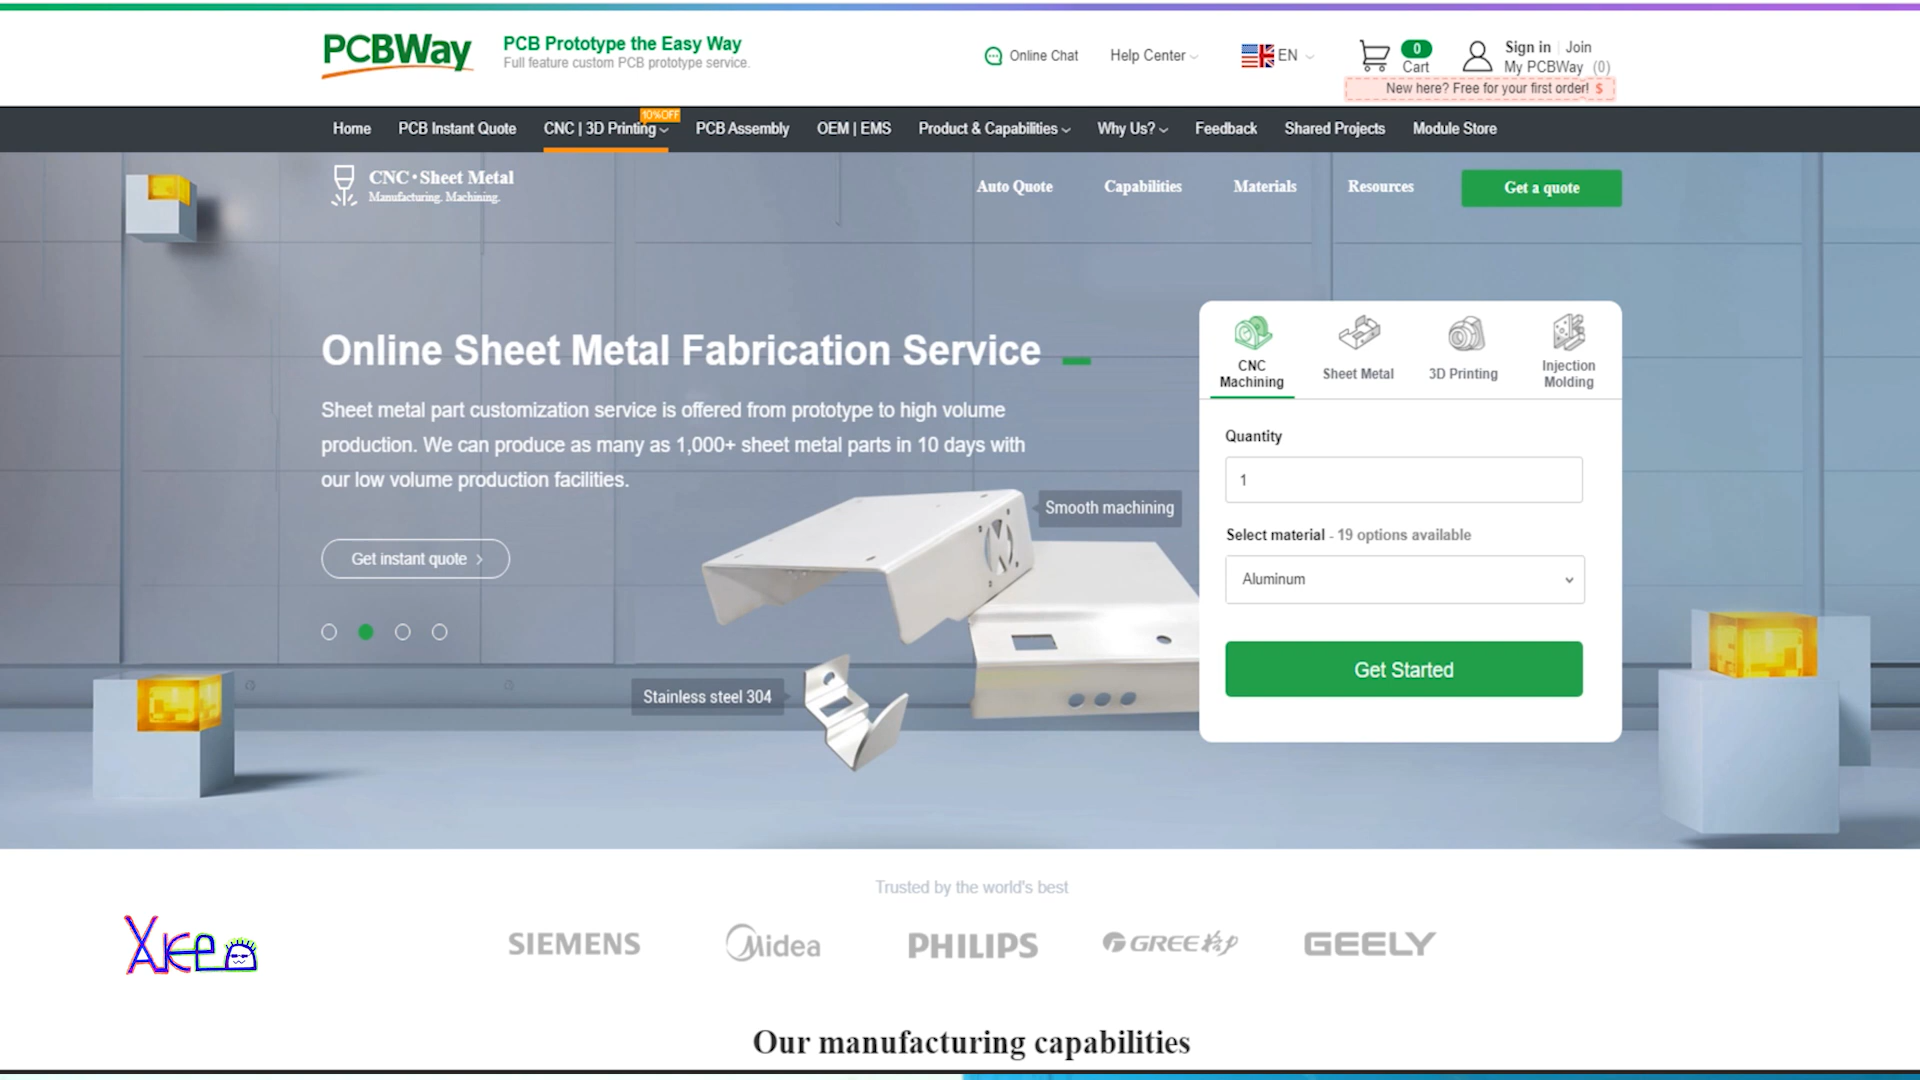 PCBWay
PCB Prototype the Easy Way
Full feature custom PCB prototype service.
Online Chat
Help Center
EN
0
Cart
Sign in | Join
My PCBWay (0)
New here? Free for your first order! $
10%OFF
Home
PCB Instant Quote
CNC | 3D Printing
PCB Assembly
OEM | EMS
Product & Capabilities
Why Us?
Feedback
Shared Projects
Module Store
CNC·Sheet Metal
Manufacturing. Machining.
Auto Quote
Capabilities
Materials
Resources
Get a quote
Online Sheet Metal Fabrication Service
Sheet metal part customization service is offered from prototype to high volume
production. We can produce as many as 1,000+ sheet metal parts in 10 days with
our low volume production facilities.
Get instant quote >
Smooth machining
Stainless steel 304
CNC
Machining
Sheet Metal
3D Printing
Injection
Molding
Quantity
1
Select material - 19 options available
Aluminum
Get Started
Trusted by the world's best
SIEMENS
Midea
PHILIPS
GREE格力
GEELY
Our manufacturing capabilities